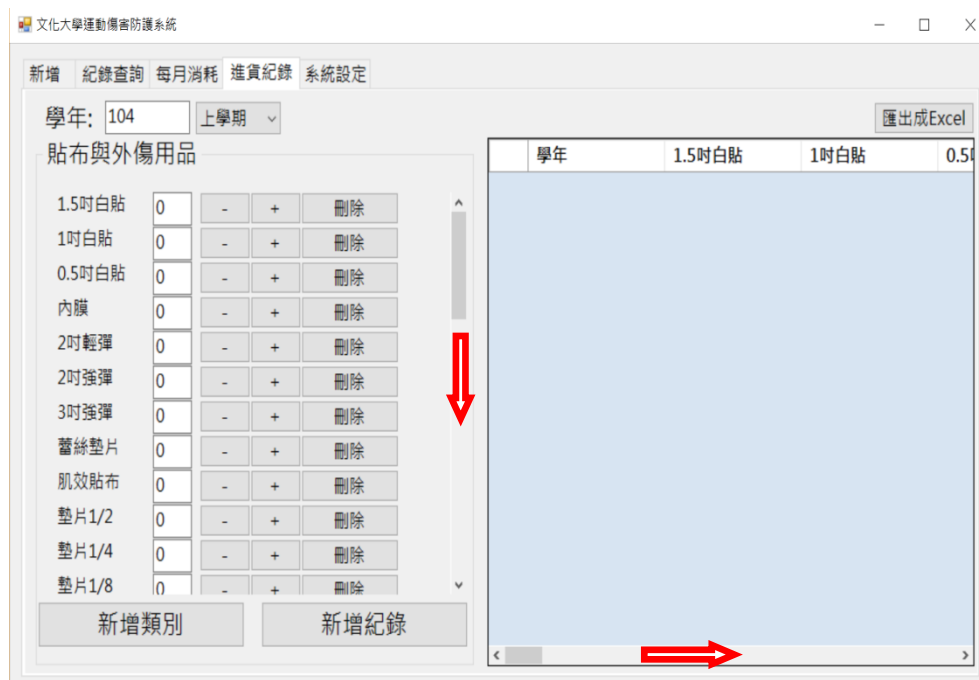 文化大學運動傷害防護系統
新增 紀錄查詢 每月消耗 進貨紀錄 系統設定
學年: 104 上學期
匯出成Excel
貼布與外傷用品
學年 1.5吋白貼 1吋白貼 0.5吋
1.5吋白貼 0 - + 刪除
1吋白貼 0 - + 刪除
0.5吋白貼 0 - + 刪除
內膜 0 - + 刪除
2吋輕彈 0 - + 刪除
2吋強彈 0 - + 刪除
3吋強彈 0 - + 刪除
蕾絲墊片 0 - + 刪除
肌效貼布 0 - + 刪除
墊片1/2 0 - + 刪除
墊片1/4 0 - + 刪除
墊片1/8 0 - + 刪除
新增類別 新增紀錄